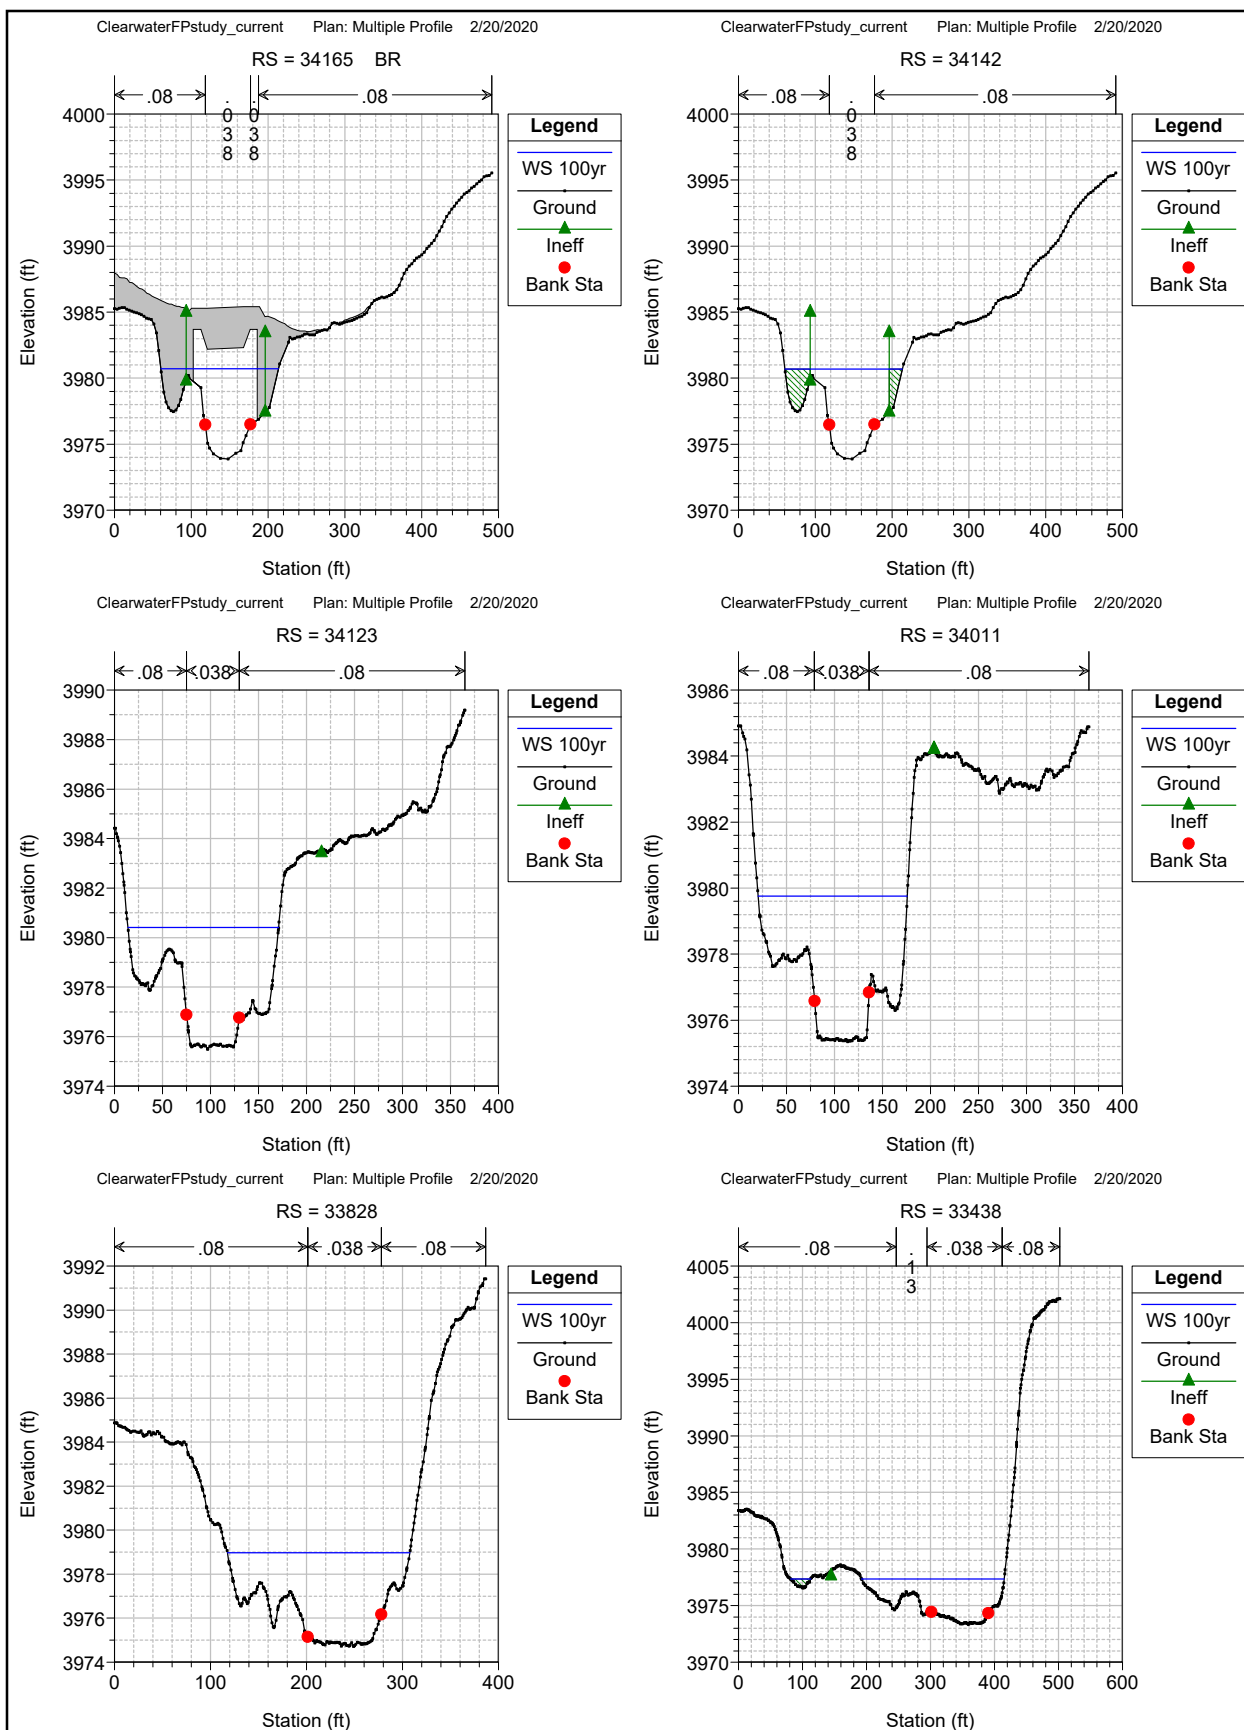 ClearwaterFPstudy_current Plan: Multiple Profile 2/20/2020
RS = 34165 BR
.08 .038 .038 .08
4000
3995
3990
3985
3980
3975
3970
0 100 200 300 400 500
Station (ft)
Elevation (ft)
Legend
WS 100yr
Ground
Ineff
Bank Sta
ClearwaterFPstudy_current Plan: Multiple Profile 2/20/2020
RS = 34142
.08 .038 .08
4000
3995
3990
3985
3980
3975
3970
0 100 200 300 400 500
Station (ft)
Elevation (ft)
Legend
WS 100yr
Ground
Ineff
Bank Sta
ClearwaterFPstudy_current Plan: Multiple Profile 2/20/2020
RS = 34123
.08 .038 .08
3990
3988
3986
3984
3982
3980
3978
3976
3974
0 50 100 150 200 250 300 350 400
Station (ft)
Elevation (ft)
Legend
WS 100yr
Ground
Ineff
Bank Sta
ClearwaterFPstudy_current Plan: Multiple Profile 2/20/2020
RS = 34011
.08 .038 .08
3986
3984
3982
3980
3978
3976
3974
0 50 100 150 200 250 300 350 400
Station (ft)
Elevation (ft)
Legend
WS 100yr
Ground
Ineff
Bank Sta
ClearwaterFPstudy_current Plan: Multiple Profile 2/20/2020
RS = 33828
.08 .038 .08
3992
3990
3988
3986
3984
3982
3980
3978
3976
3974
0 100 200 300 400
Station (ft)
Elevation (ft)
Legend
WS 100yr
Ground
Bank Sta
ClearwaterFPstudy_current Plan: Multiple Profile 2/20/2020
RS = 33438
.08 .13 .038 .08
4005
4000
3995
3990
3985
3980
3975
3970
0 100 200 300 400 500 600
Station (ft)
Elevation (ft)
Legend
WS 100yr
Ground
Ineff
Bank Sta